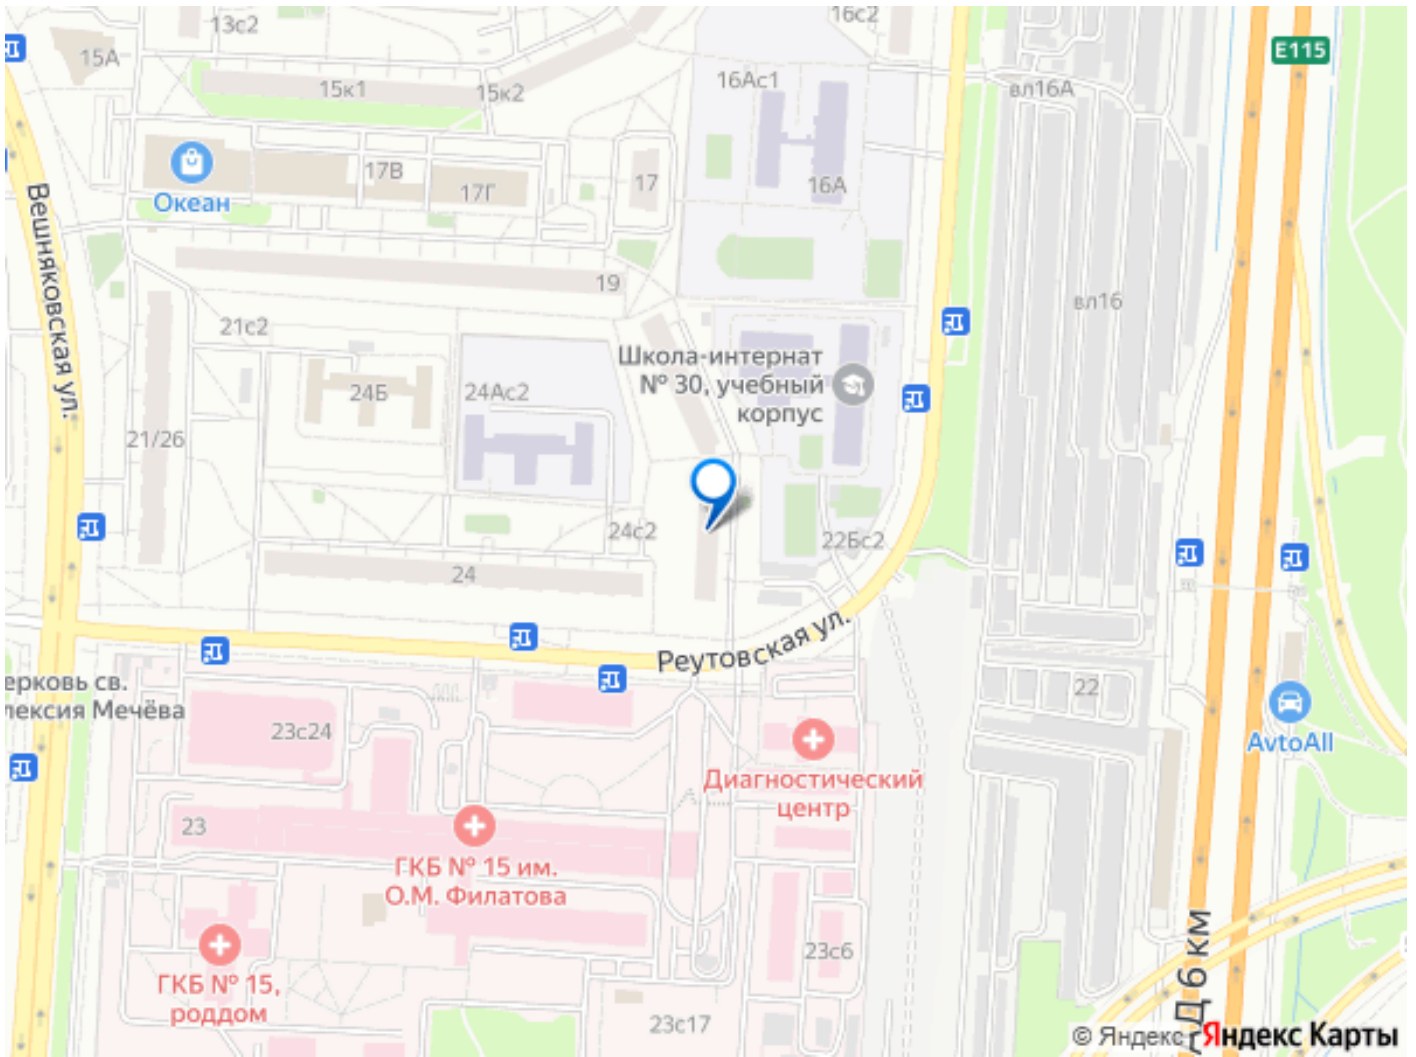 13с2
16с2
15А
E115
16Ас1
15к1
15к2
вл16А
17В
17
16А
17Г
Океан
Вешняковская ул.
19
вл16
21с2
Школа-интернат
№ 30, учебный
корпус
24Б
24Ас2
21/26
24с2
22Бс2
24
Реутовская ул.
ерковь св.
лексия Мечёва
22
23с24
AvtoAll
Диагностический
центр
23
ГКБ № 15 им.
О.М. Филатова
23с6
ГКБ № 15,
роддом
Д 6 км
23с17
© Яндекс
Яндекс Карты